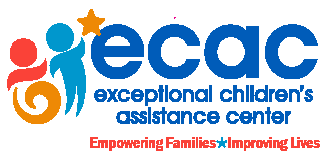 ecac
exceptional children's
assistance center
Empowering Families★Improving Lives